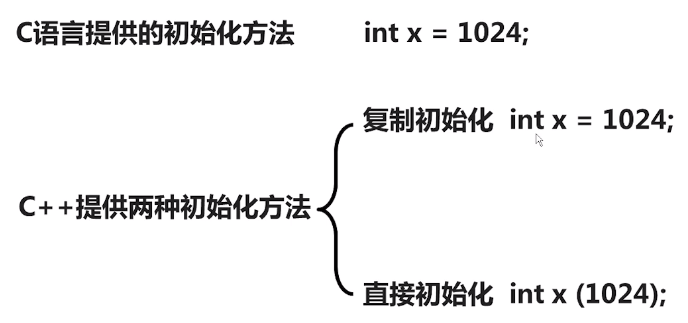 C语言提供的初始化方法 int x = 1024;
复制初始化 int x = 1024;
C++提供两种初始化方法
直接初始化 int x (1024);